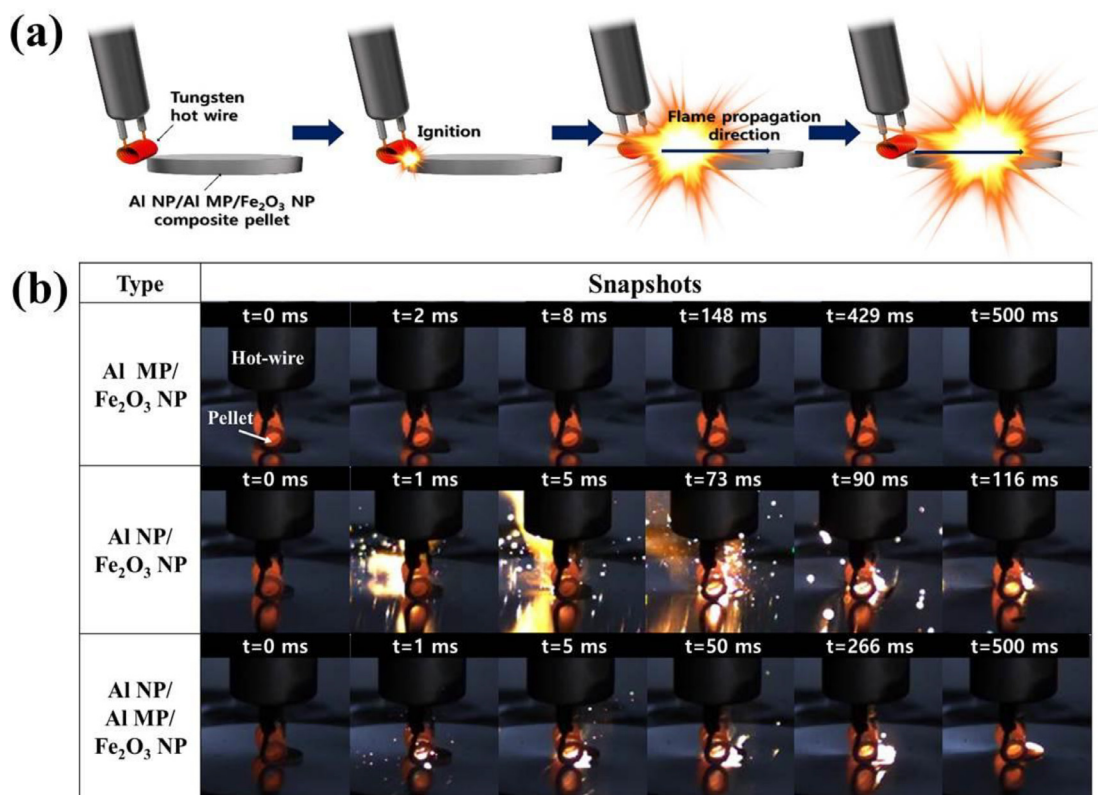 (a)
Tungsten
hot wire
Al NP/Al MP/Fe₂O₃ NP
composite pellet
Ignition
Flame propagation
direction
(b)
Type
Snapshots
t=0 ms
t=2 ms
t=8 ms
t=148 ms
t=429 ms
t=500 ms
Al MP/
Fe₂O₃ NP
Hot-wire
Pellet
t=0 ms
t=1 ms
t=5 ms
t=73 ms
t=90 ms
t=116 ms
Al NP/
Fe₂O₃ NP
t=0 ms
t=1 ms
t=5 ms
t=50 ms
t=266 ms
t=500 ms
Al NP/
Al MP/
Fe₂O₃ NP